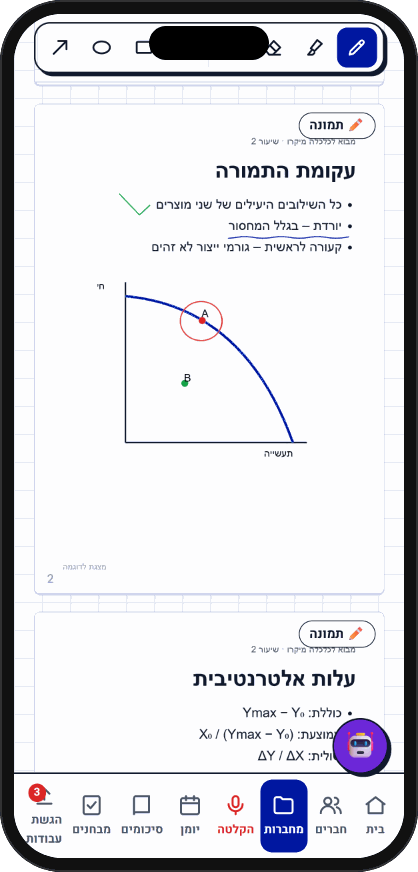 תמונה
מבוא לכלכלה מיקרו · שיעור 2
עקומת התמורה
• כל השילובים היעילים של שני מוצרים
• יורדת – בגלל המחסור
• קעורה לראשית – גורמי ייצור לא זהים
חי
A
B
תעשייה
מצגת לדוגמה
2
תמונה
מבוא לכלכלה מיקרו · שיעור 2
עלות אלטרנטיבית
• כוללת: Ymax − Y₀
ממוצעת: X₀ / (Ymax − Y₀)
ΔY / ΔX
בית
חברים
מחברות
הקלטה
יומן
סיכומים
מבחנים
הגשת עבודות
3